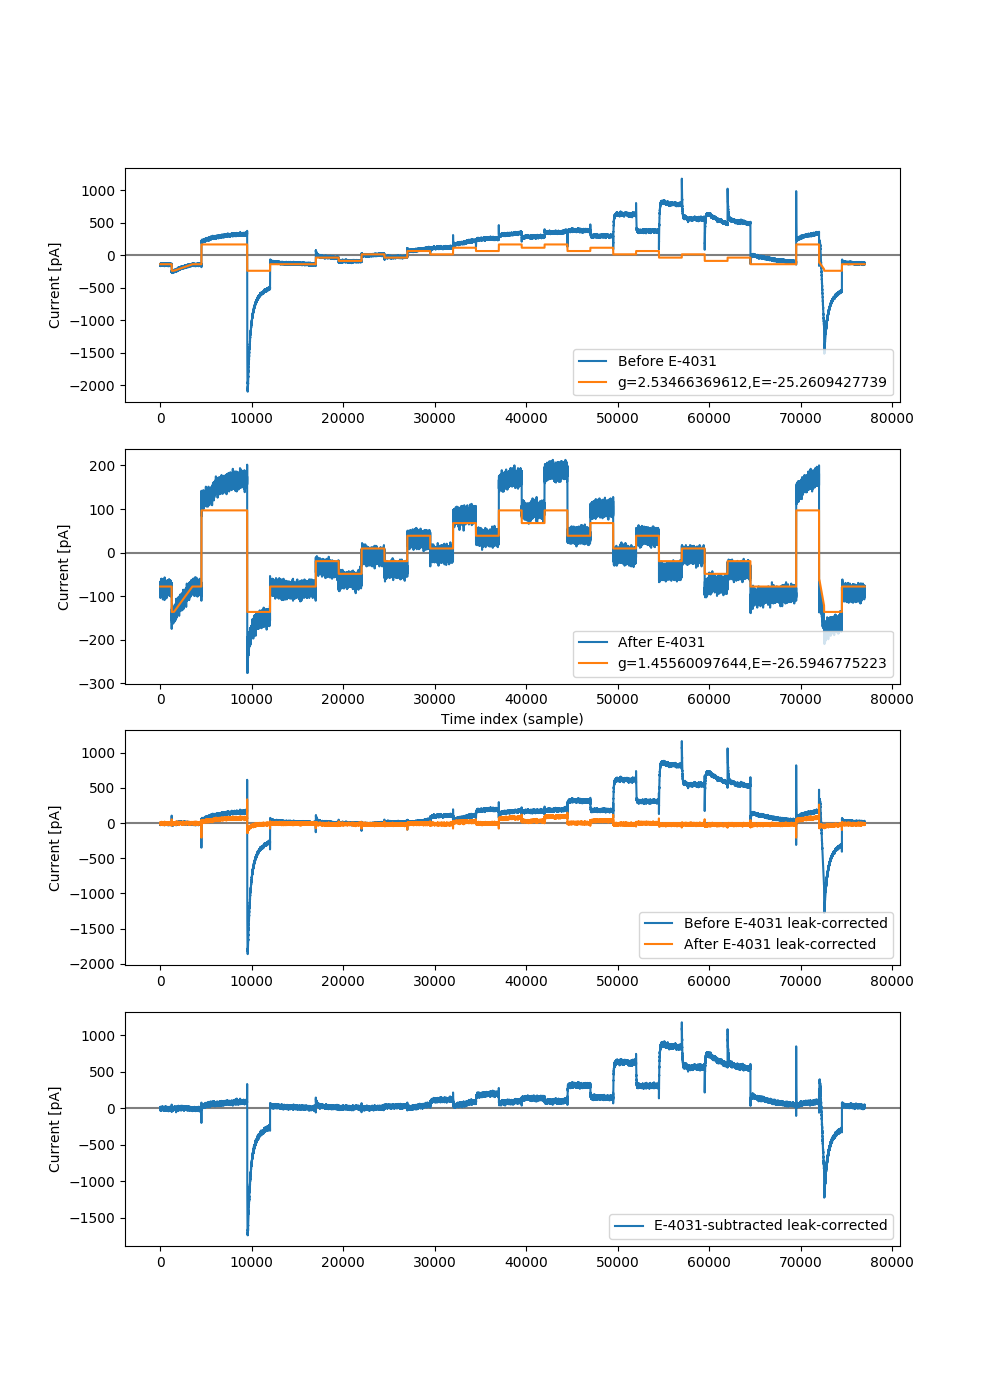 1000
500
0
−500
−1000
−1500
−2000
Current [pA]
Before E-4031
g=2.53466369612,E=-25.2609427739
0 10000 20000 30000 40000 50000 60000 70000 80000
200
100
0
−100
−200
−300
Current [pA]
After E-4031
g=1.45560097644,E=-26.5946775223
0 10000 20000 30000 40000 50000 60000 70000 80000
Time index (sample)
1000
500
0
−500
−1000
−1500
−2000
Current [pA]
Before E-4031 leak-corrected
After E-4031 leak-corrected
0 10000 20000 30000 40000 50000 60000 70000 80000
1000
500
0
−500
−1000
−1500
Current [pA]
E-4031-subtracted leak-corrected
0 10000 20000 30000 40000 50000 60000 70000 80000